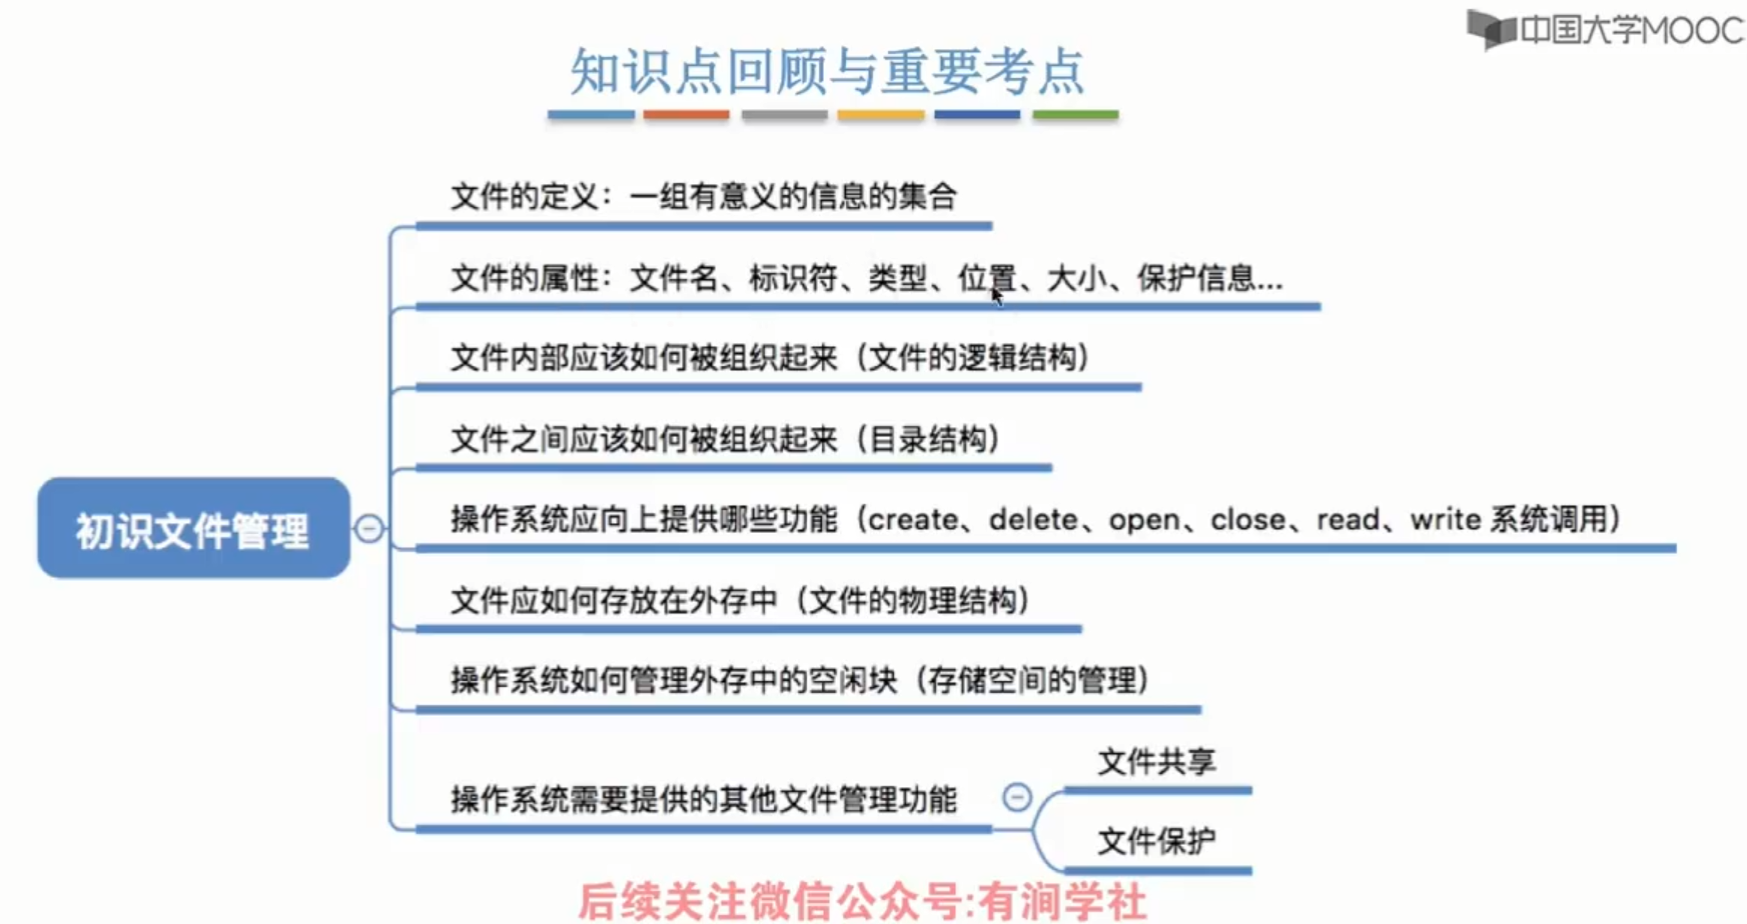 中国大学MOOC
知识点回顾与重要考点
文件的定义：一组有意义的信息的集合
文件的属性：文件名、标识符、类型、位置、大小、保护信息...
文件内部应该如何被组织起来（文件的逻辑结构）
文件之间应该如何被组织起来（目录结构）
初识文件管理
操作系统应向上提供哪些功能（create、delete、open、close、read、write 系统调用）
文件应如何存放在外存中（文件的物理结构）
操作系统如何管理外存中的空闲块（存储空间的管理）
操作系统需要提供的其他文件管理功能
文件共享
文件保护
后续关注微信公众号:有涧学社